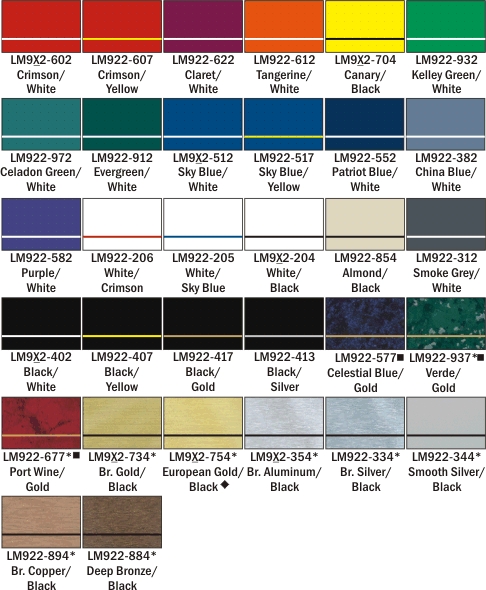 LM9X2-602 LM922-607 LM922-622 LM922-612 LM9X2-704 LM922-932
Crimson/ Crimson/ Claret/ Tangerine/ Canary/ Kelley Green/
White Yellow White White Black White
LM922-972 LM922-912 LM9X2-512 LM922-517 LM922-552 LM922-382
Celadon Green/ Evergreen/ Sky Blue/ Sky Blue/ Patriot Blue/ China Blue/
White White White Yellow White White
LM922-582 LM922-206 LM922-205 LM9X2-204 LM922-854 LM922-312
Purple/ White/ White/ White/ Almond/ Smoke Grey/
White Crimson Sky Blue Black Black White
LM9X2-402 LM922-407 LM922-417 LM922-413 LM922-577■ LM922-937*■
Black/ Black/ Black/ Black/ Celestial Blue/ Verde/
White Yellow Gold Silver Gold Gold
LM922-677*■ LM9X2-734* LM9X2-754* LM9X2-354* LM922-334* LM922-344*
Port Wine/ Br. Gold/ European Gold/ Br. Aluminum/ Br. Silver/ Smooth Silver/
Gold Black Black◆ Black Black Black
LM922-894* LM922-884*
Br. Copper/ Deep Bronze/
Black Black